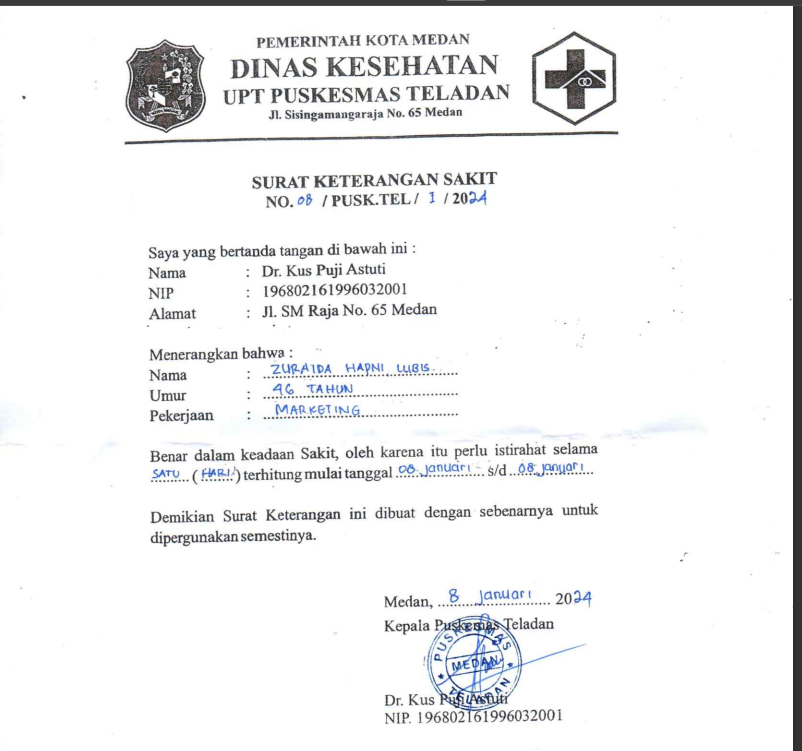 PEMERINTAH KOTA MEDAN
DINAS KESEHATAN
UPT PUSKESMAS TELADAN
Jl. Sisingamangaraja No. 65 Medan
SURAT KETERANGAN SAKIT
NO. 08 / PUSK.TEL / I / 2024
Saya yang bertanda tangan di bawah ini :
Nama : Dr. Kus Puji Astuti
NIP : 196802161996032001
Alamat : Jl. SM Raja No. 65 Medan
Menerangkan bahwa :
Nama : ZURAIDA HAPNI LUBIS
Umur : 46 TAHUN
Pekerjaan : MARKETING
Benar dalam keadaan Sakit, oleh karena itu perlu istirahat selama
SATU ( HARI ) terhitung mulai tanggal 08 januari - s/d 08 januari
Demikian Surat Keterangan ini dibuat dengan sebenarnya untuk
dipergunakan semestinya.
Medan, 8 januari 2024
Kepala Puskemas Teladan
PUSKESMAS
MEDAN
TELADAN
Dr. Kus Puji Astuti
NIP. 196802161996032001